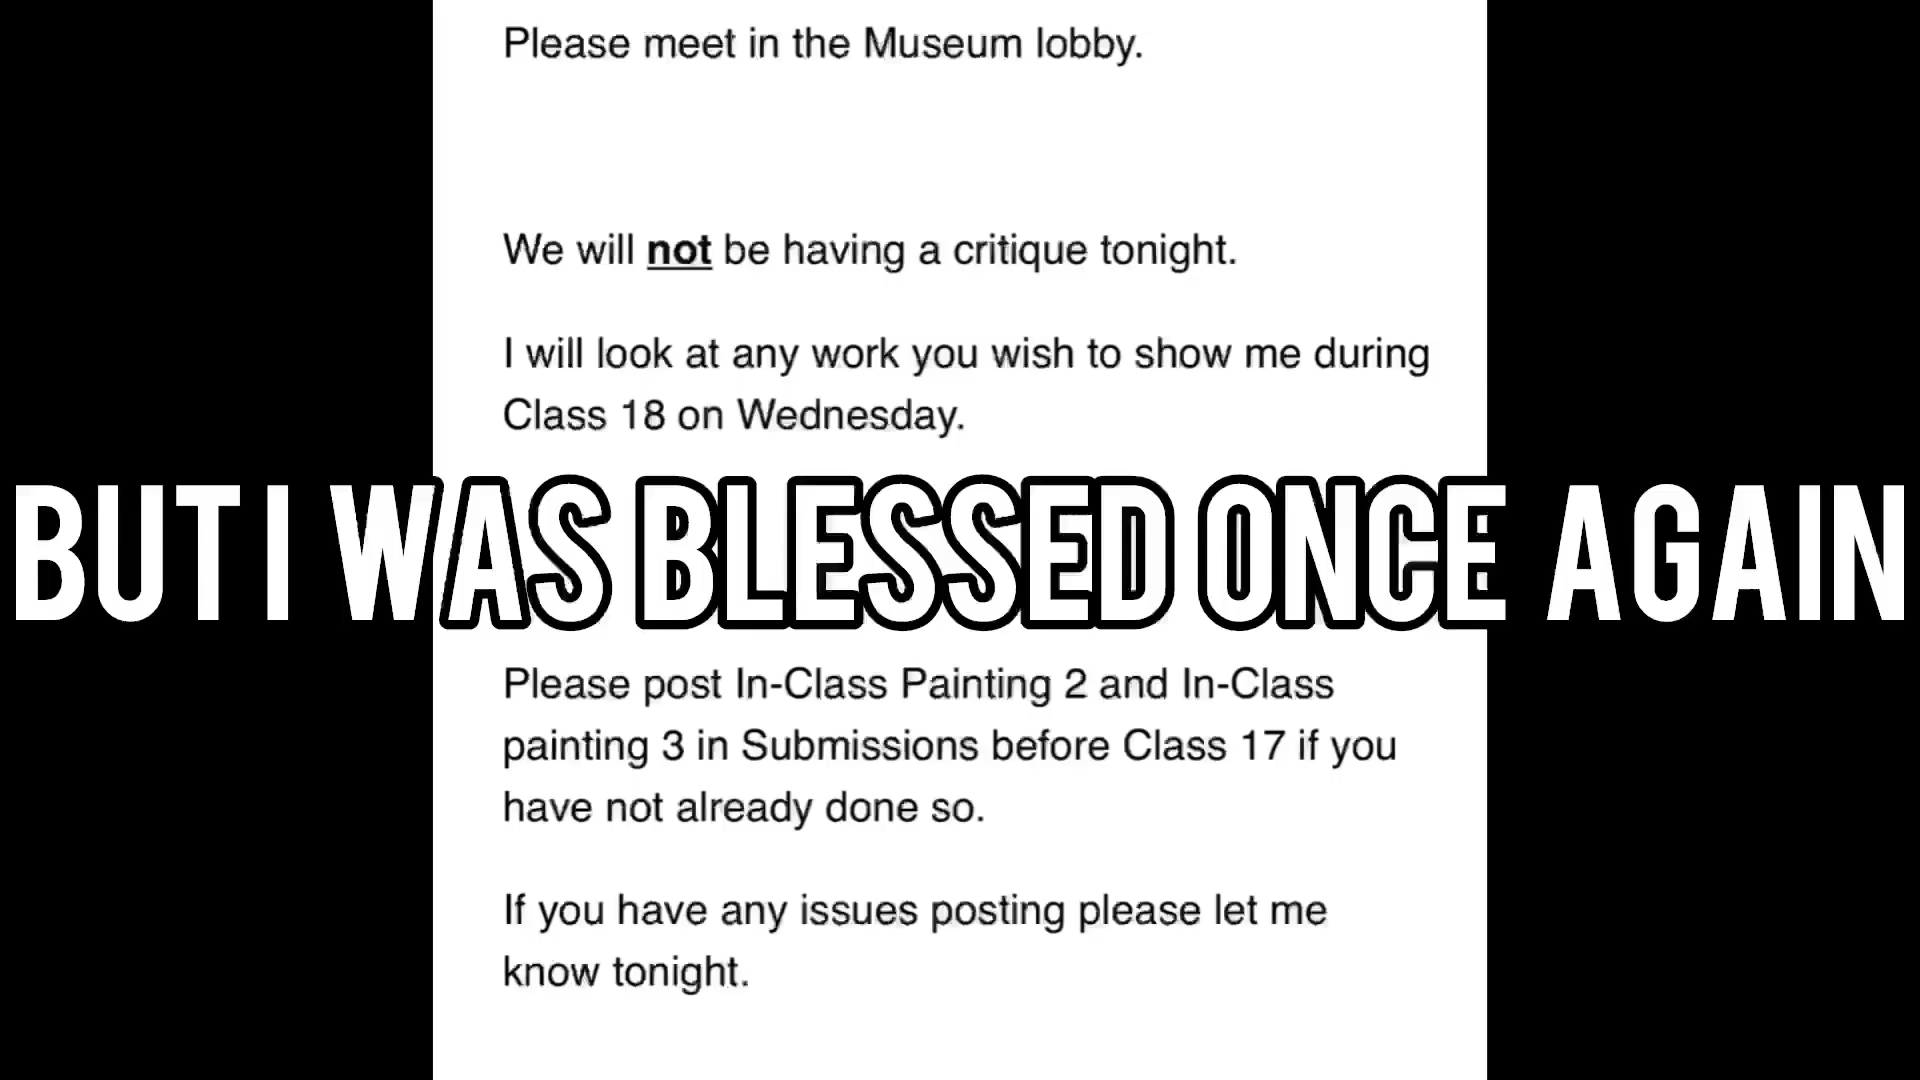 Please meet in the Museum lobby.
We will not be having a critique tonight.
I will look at any work you wish to show me during
Class 18 on Wednesday.
BUT I WAS BLESSED ONCE AGAIN
Please post In-Class Painting 2 and In-Class
painting 3 in Submissions before Class 17 if you
have not already done so.
If you have any issues posting please let me
know tonight.